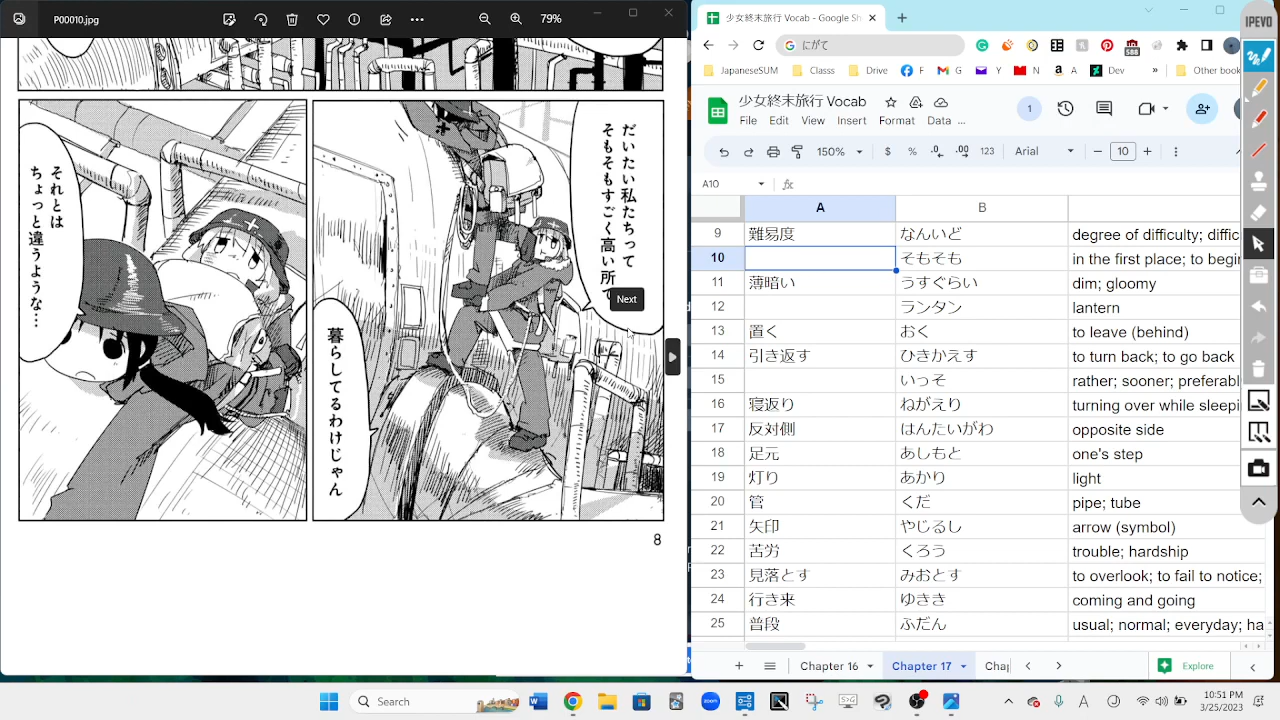 P00010.jpg
79%
だいたい私たちって
そもそもすごく高い所
Next
暮らしてるわけじゃん
それとは
ちょっと違うような…
8
少女終末旅行 Vocab - Google Sh
にがて
JapaneseSUM
Classs
Drive
F
G
Y
N
A
Dep
»
Other book
少女終末旅行 Vocab
File Edit View Insert Format Data ...
1
150%
$ % .0 .00 123 Arial 10
A10
fx
A B
9 難易度 なんいど degree of difficulty; diffic
10 そもそも in the first place; to begin
11 薄暗い うすぐらい dim; gloomy
12 ランタン lantern
13 置く おく to leave (behind)
14 引き返す ひきかえす to turn back; to go back
15 いっそ rather; sooner; preferabl
16 寝返り ねがえり turning over while sleepi
17 反対側 はんたいがわ opposite side
18 足元 あしもと one's step
19 灯り あかり light
20 管 くだ pipe; tube
21 矢印 やじるし arrow (symbol)
22 苦労 くろう trouble; hardship
23 見落とす みおとす to overlook; to fail to notice;
24 行き来 ゆきき coming and going
25 普段 ふだん usual; normal; everyday; ha
Chapter 16 Chapter 17 Chap
Explore
IPEVO
Search
10:51 PM